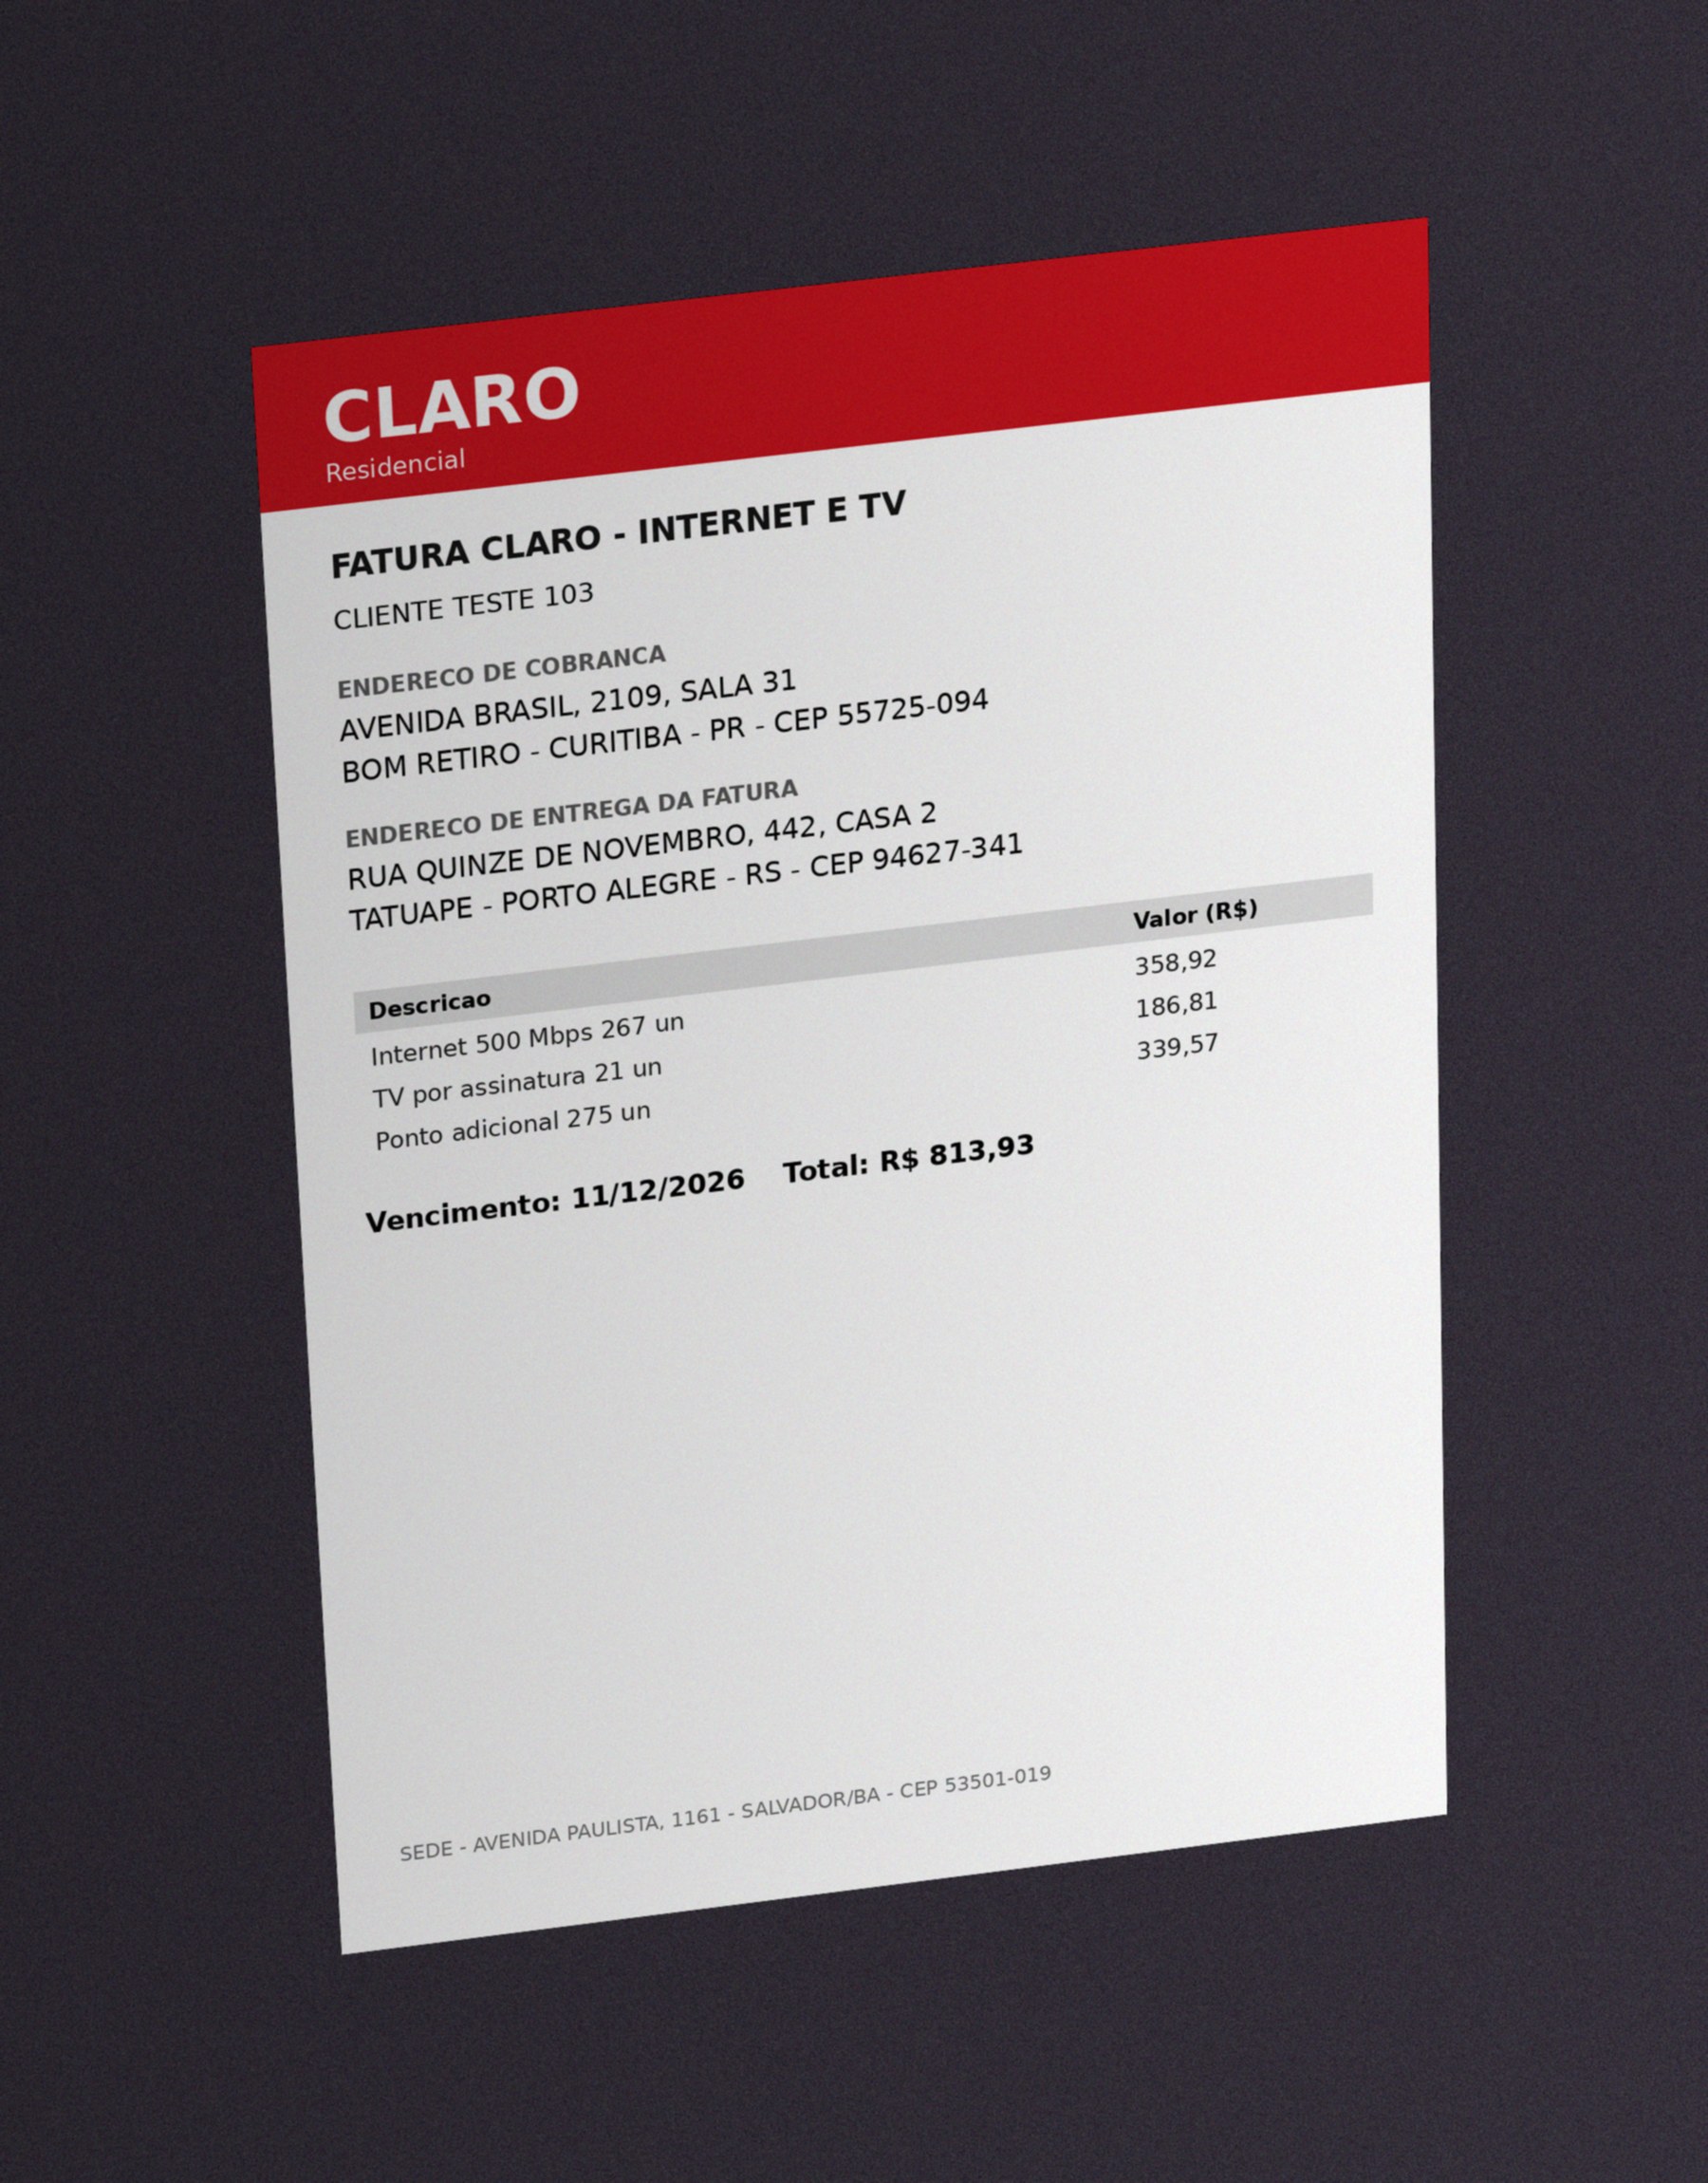 CLARO
Residencial
FATURA CLARO - INTERNET E TV
CLIENTE TESTE 103
ENDERECO DE COBRANCA
AVENIDA BRASIL, 2109, SALA 31
BOM RETIRO - CURITIBA - PR - CEP 55725-094
ENDERECO DE ENTREGA DA FATURA
RUA QUINZE DE NOVEMBRO, 442, CASA 2
TATUAPE - PORTO ALEGRE - RS - CEP 94627-341
Descricao Valor (R$)
Internet 500 Mbps 267 un 358,92
TV por assinatura 21 un 186,81
Ponto adicional 275 un 339,57
Vencimento: 11/12/2026 Total: R$ 813,93
SEDE - AVENIDA PAULISTA, 1161 - SALVADOR/BA - CEP 53501-019